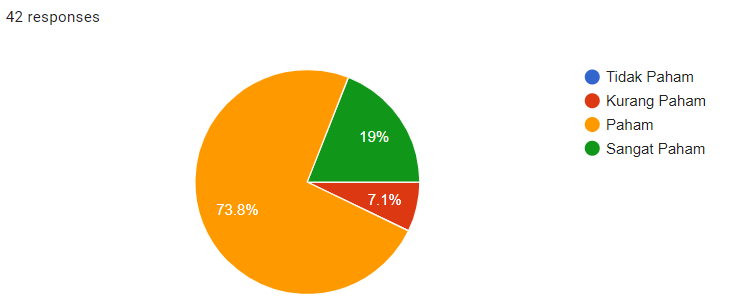 42 responses
Tidak Paham
Kurang Paham
Paham
Sangat Paham
19%
7.1%
73.8%